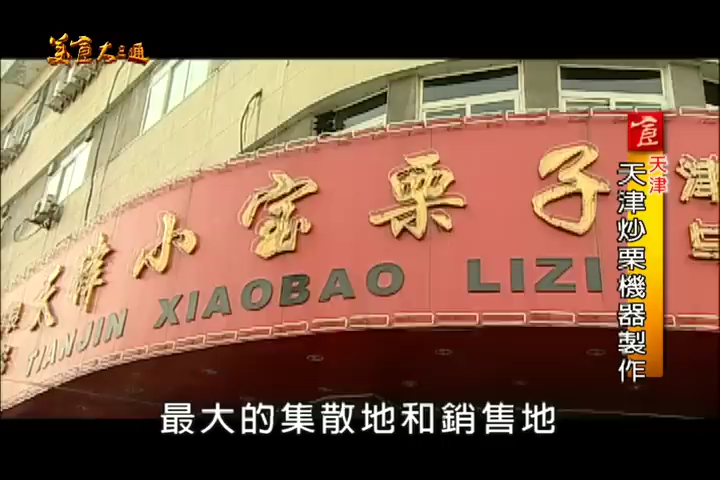 美食大三通
食
天津
天津炒栗機器製作
天津小宝栗子
TIANJIN XIAOBAO LIZI
最大的集散地和銷售地